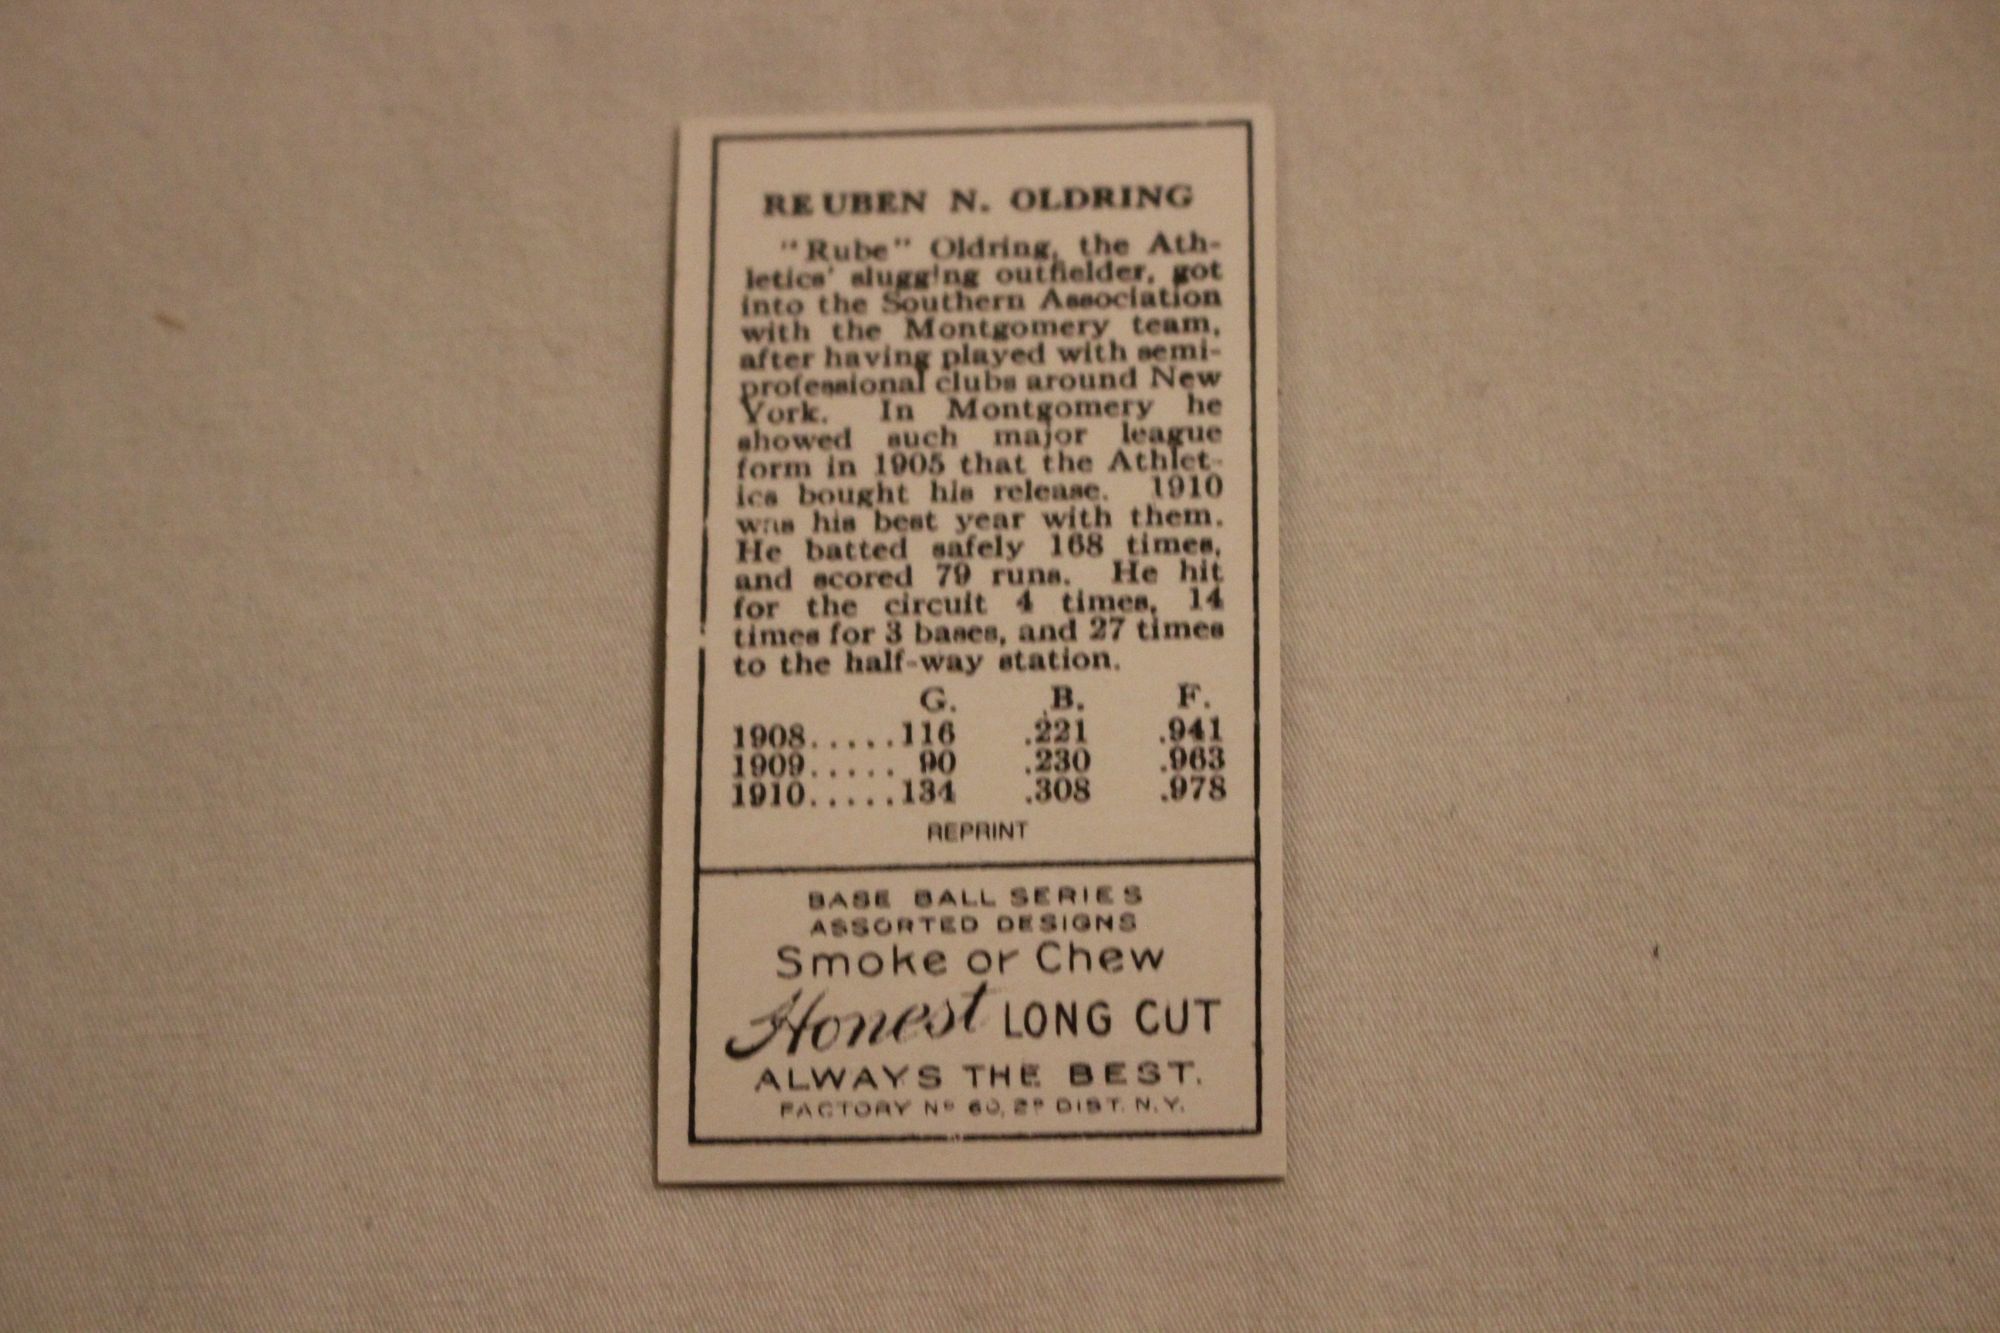 REUBEN N. OLDRING
"Rube" Oldring, the Ath-
letics' slugging outfielder, got
into the Southern Association
with the Montgomery team,
after having played with semi-
professional clubs around New
York. In Montgomery he
showed such major league
form in 1905 that the Athlet-
ics bought his release. 1910
was his best year with them.
He batted safely 168 times,
and scored 79 runs. He hit
for the circuit 4 times, 14
times for 3 bases, and 27 times
to the half-way station.
G. B. F.
1908.....116 .221 .941
1909..... 90 .230 .963
1910.....134 .308 .978
REPRINT
BASE BALL SERIES
ASSORTED DESIGNS
Smoke or Chew
Honest LONG CUT
ALWAYS THE BEST.
FACTORY Nº 60, 2ᴰ DIST. N.Y.